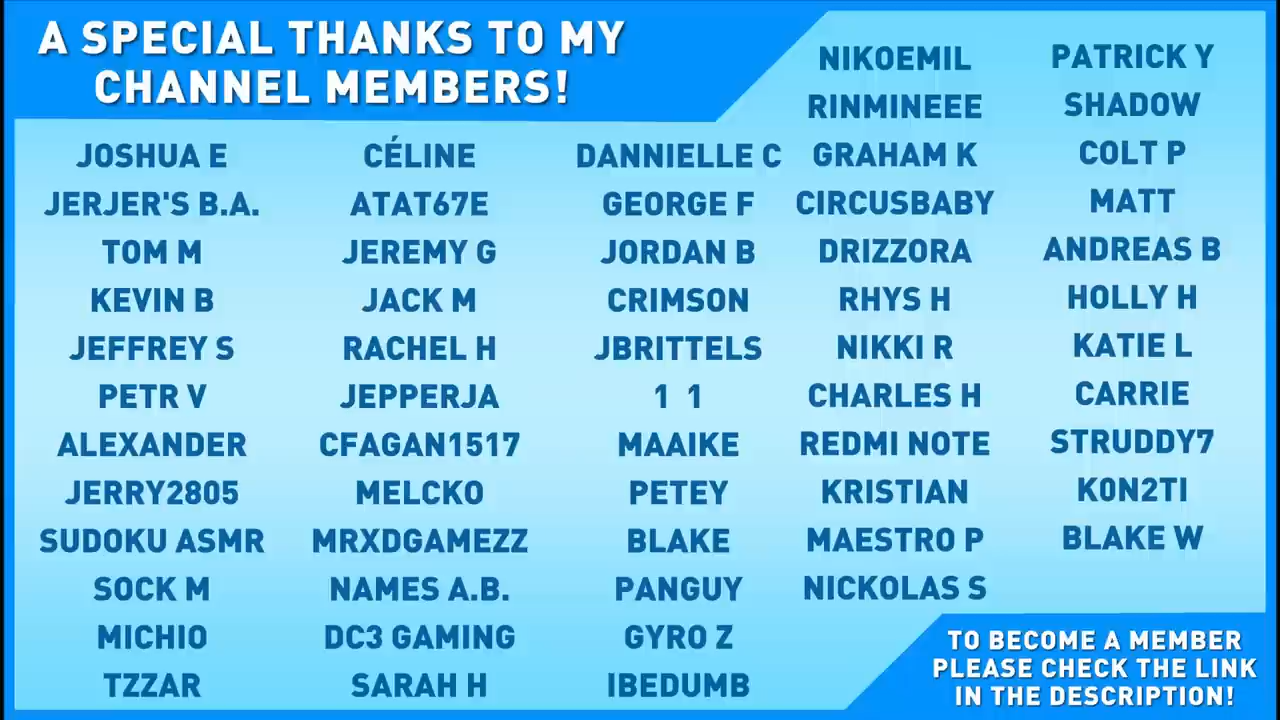 A SPECIAL THANKS TO MY
CHANNEL MEMBERS!
JOSHUA E
JERJER'S B.A.
TOM M
KEVIN B
JEFFREY S
PETR V
ALEXANDER
JERRY2805
SUDOKU ASMR
SOCK M
MICHIO
TZZAR
CÉLINE
ATAT67E
JEREMY G
JACK M
RACHEL H
JEPPERJA
CFAGAN1517
MELCKO
MRXDGAMEZZ
NAMES A.B.
DC3 GAMING
SARAH H
DANNIELLE C
GEORGE F
JORDAN B
CRIMSON
JBRITTELS
1 1
MAAIKE
PETEY
BLAKE
PANGUY
GYRO Z
IBEDUMB
NIKOEMIL
RINMINEEE
GRAHAM K
CIRCUSBABY
DRIZZORA
RHYS H
NIKKI R
CHARLES H
REDMI NOTE
KRISTIAN
MAESTRO P
NICKOLAS S
PATRICK Y
SHADOW
COLT P
MATT
ANDREAS B
HOLLY H
KATIE L
CARRIE
STRUDDY7
K0N2TI
BLAKE W
TO BECOME A MEMBER
PLEASE CHECK THE LINK
IN THE DESCRIPTION!